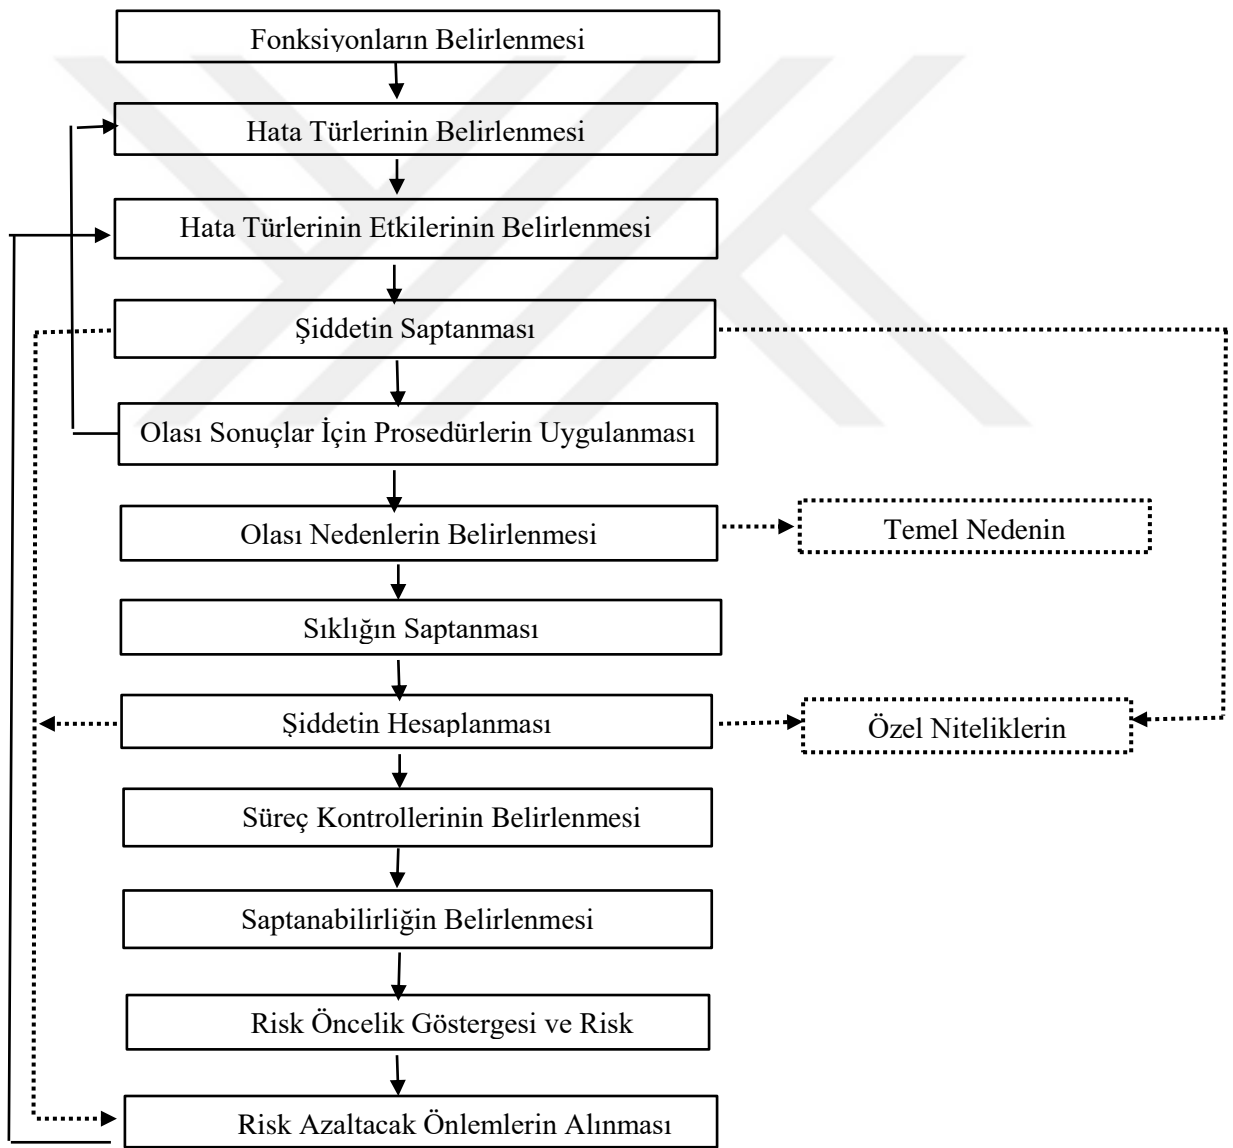 Fonksiyonların Belirlenmesi
Hata Türlerinin Belirlenmesi
Hata Türlerinin Etkilerinin Belirlenmesi
Şiddetin Saptanması
Olası Sonuçlar İçin Prosedürlerin Uygulanması
Olası Nedenlerin Belirlenmesi
Temel Nedenin
Sıklığın Saptanması
Şiddetin Hesaplanması
Özel Niteliklerin
Süreç Kontrollerinin Belirlenmesi
Saptanabilirliğin Belirlenmesi
Risk Öncelik Göstergesi ve Risk
Risk Azaltacak Önlemlerin Alınması